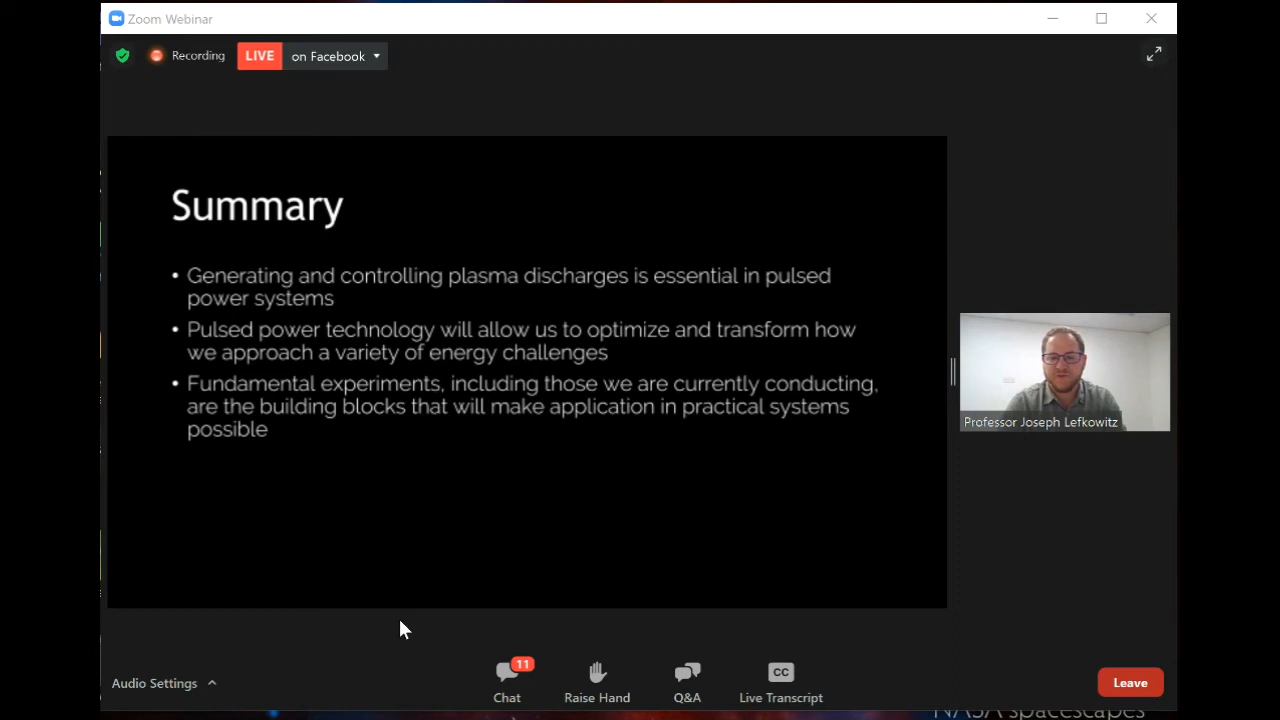 Zoom Webinar
Recording
LIVE
on Facebook
Summary
• Generating and controlling plasma discharges is essential in pulsed
power systems
• Pulsed power technology will allow us to optimize and transform how
we approach a variety of energy challenges
• Fundamental experiments, including those we are currently conducting,
are the building blocks that will make application in practical systems
possible
Professor Joseph Lefkowitz
Audio Settings
11
Chat
Raise Hand
Q&A
CC
Live Transcript
Leave
NASA spacescapes